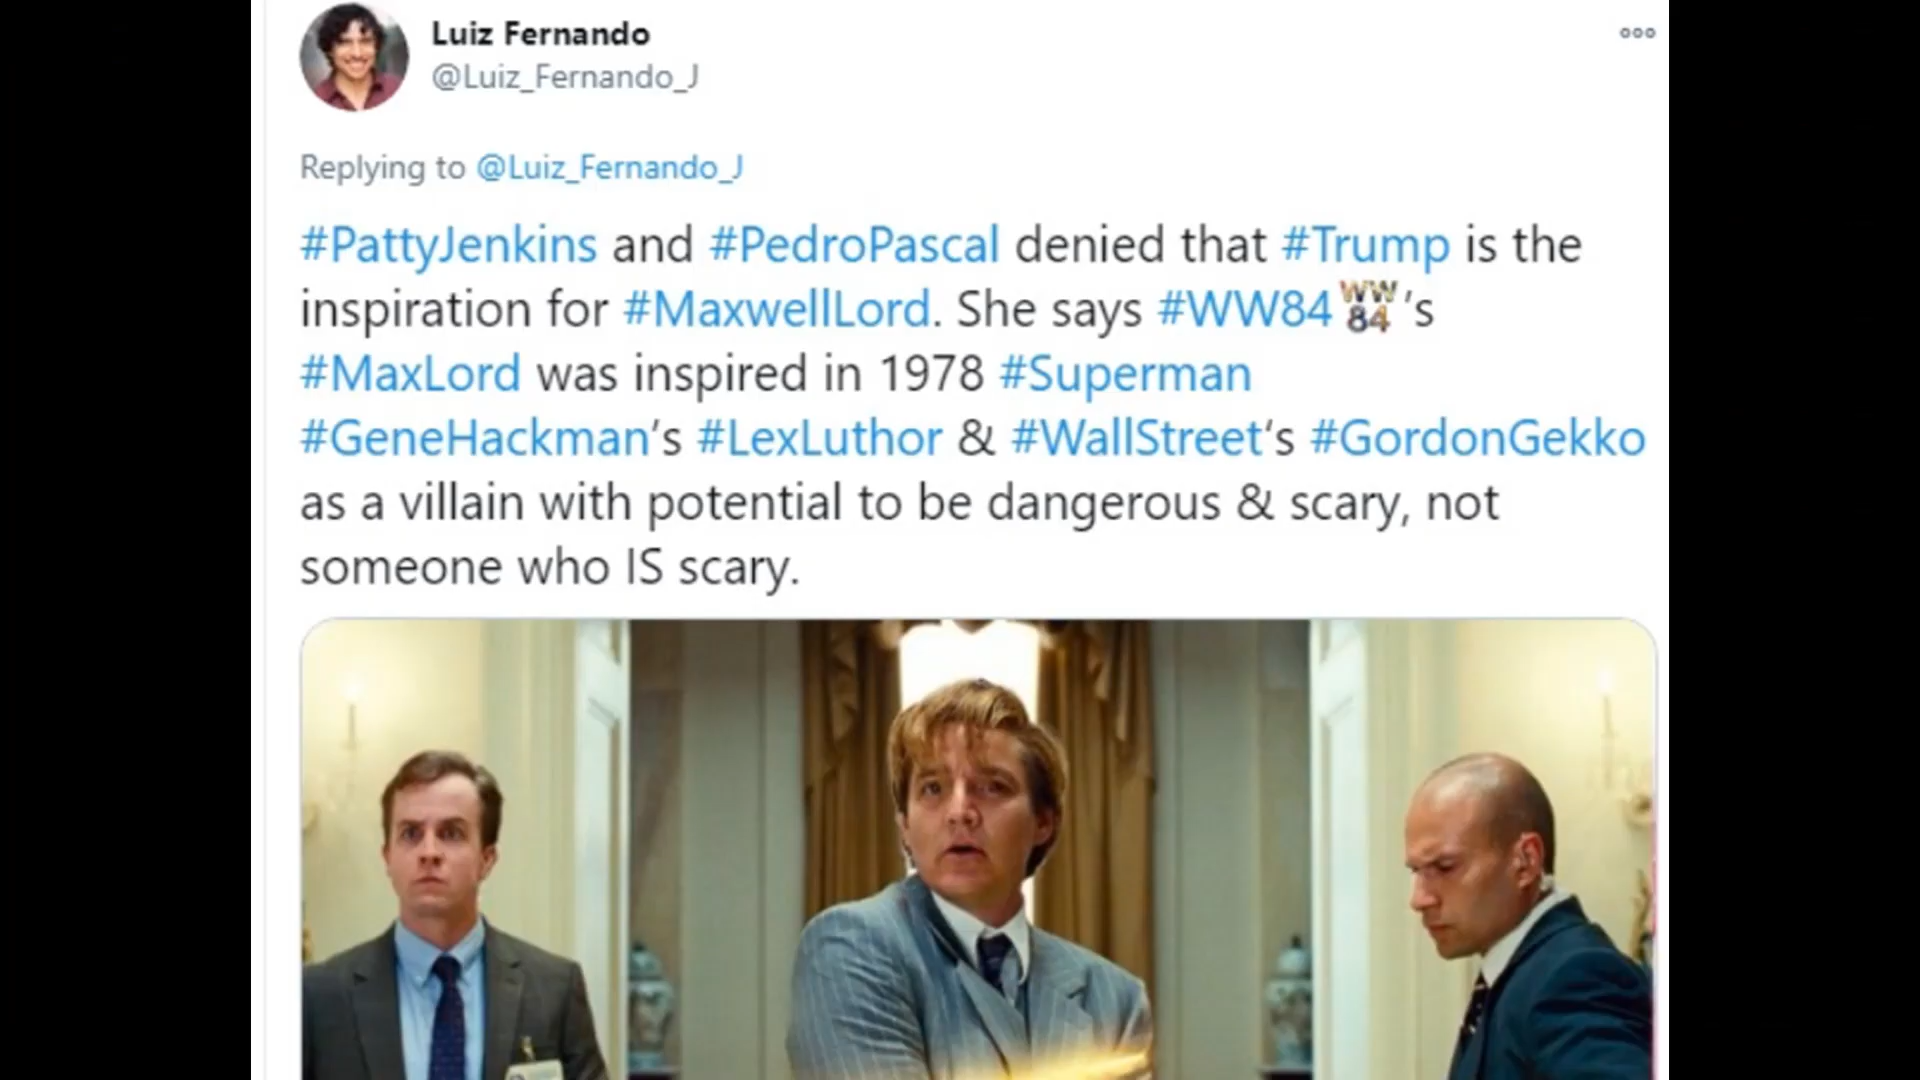 Luiz Fernando
@Luiz_Fernando_J
Replying to @Luiz_Fernando_J
#PattyJenkins and #PedroPascal denied that #Trump is the
inspiration for #MaxwellLord. She says #WW84 WW 84 's
#MaxLord was inspired in 1978 #Superman
#GeneHackman's #LexLuthor & #WallStreet‘s #GordonGekko
as a villain with potential to be dangerous & scary, not
someone who IS scary.